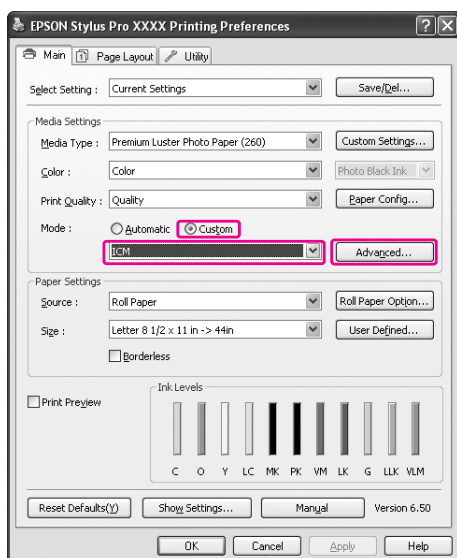 EPSON Stylus Pro XXXX Printing Preferences
Main Page Layout Utility
Select Setting : Current Settings Save/Del...
Media Settings
Media Type : Premium Luster Photo Paper (260) Custom Settings...
Color : Color Photo Black Ink
Print Quality : Quality Paper Config...
Mode : Automatic Custom
ICM Advanced...
Paper Settings
Source : Roll Paper Roll Paper Option...
Size : Letter 8 1/2 x 11 in -> 44in User Defined...
Borderless
Print Preview
Ink Levels
C O Y LC MK PK VM LK G LLK VLM
Reset Defaults(Y) Show Settings... Manual Version 6.50
OK Cancel Apply Help